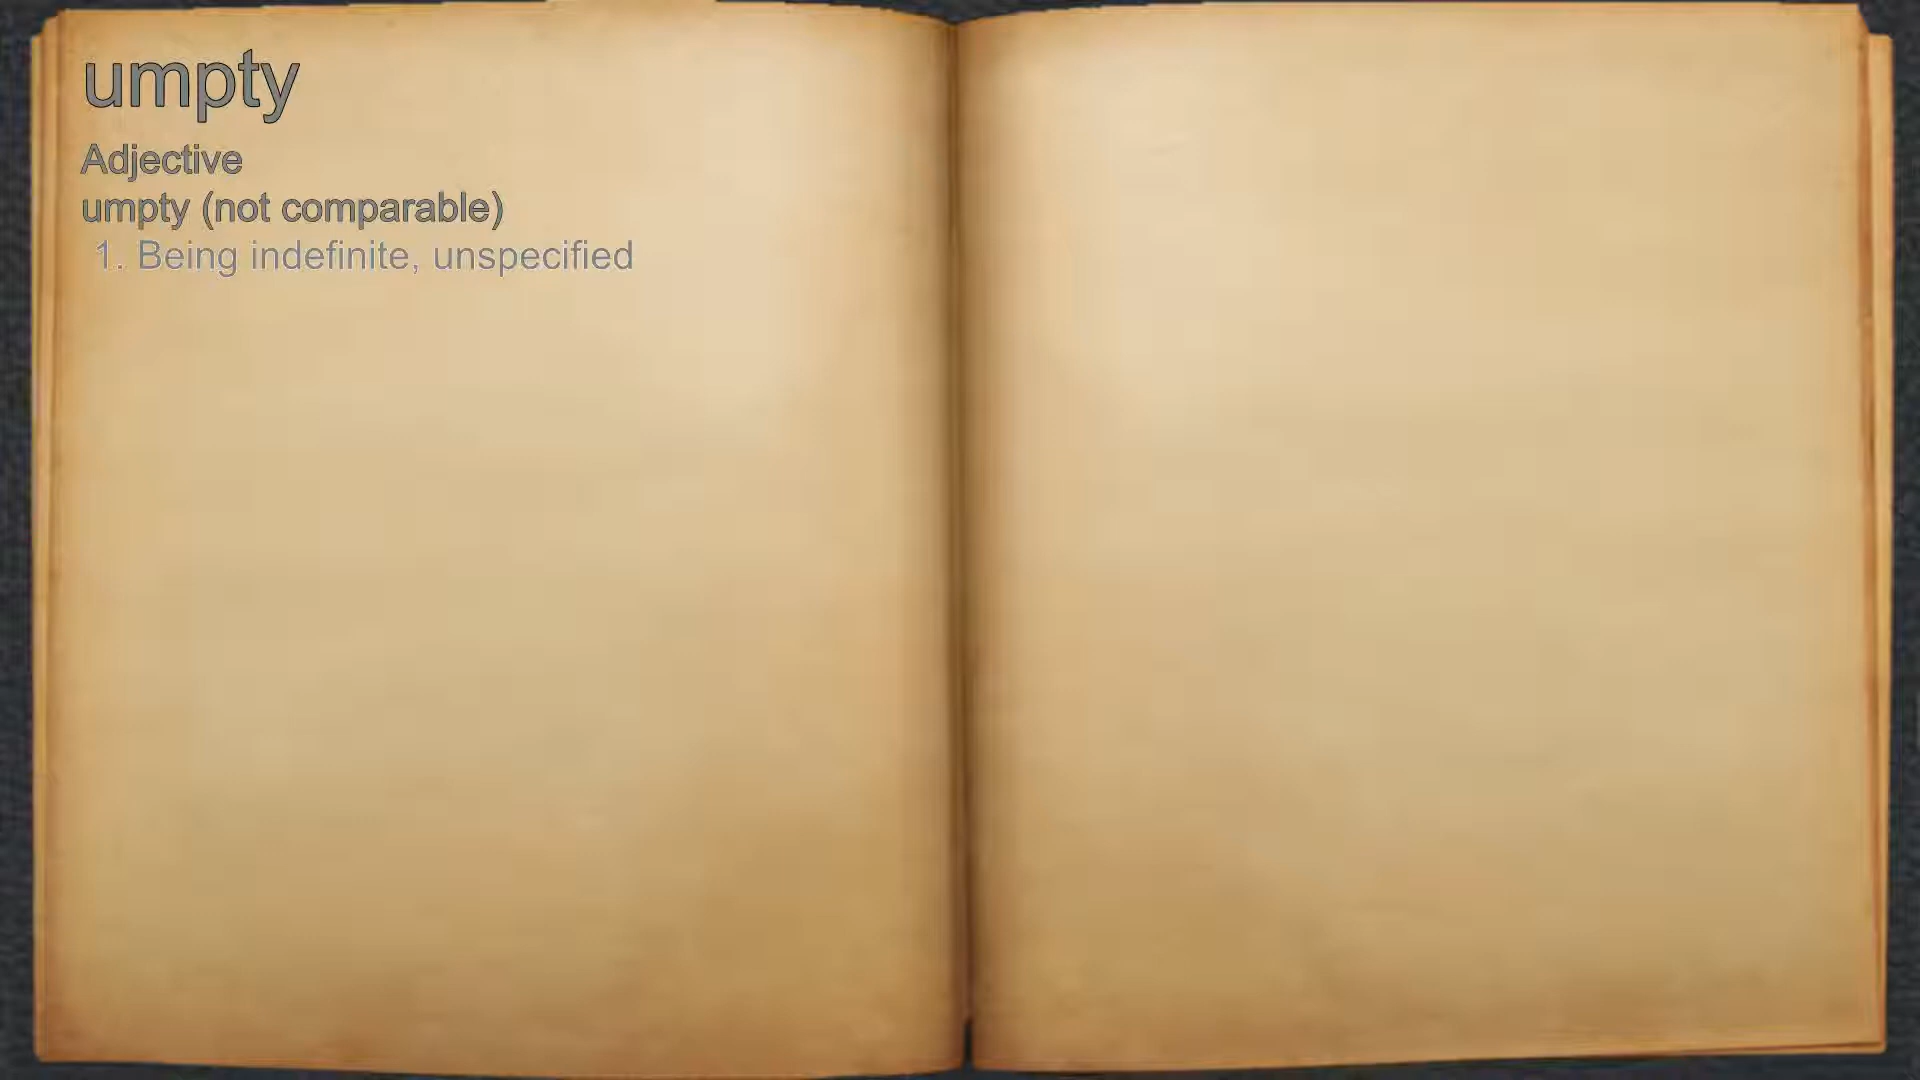 umpty
Adjective
umpty (not comparable)
1. Being indefinite, unspecified